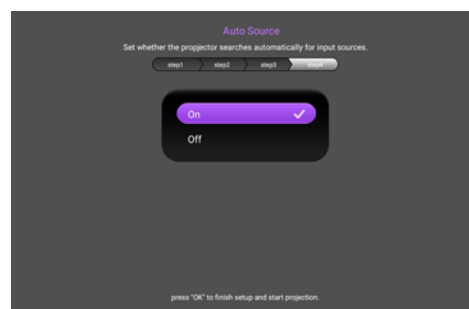 Auto Source
Set whether the propjector searches automatically for input sources.
step1 step2 step3 step4
On
Off
press "OK" to finish setup and start projection.